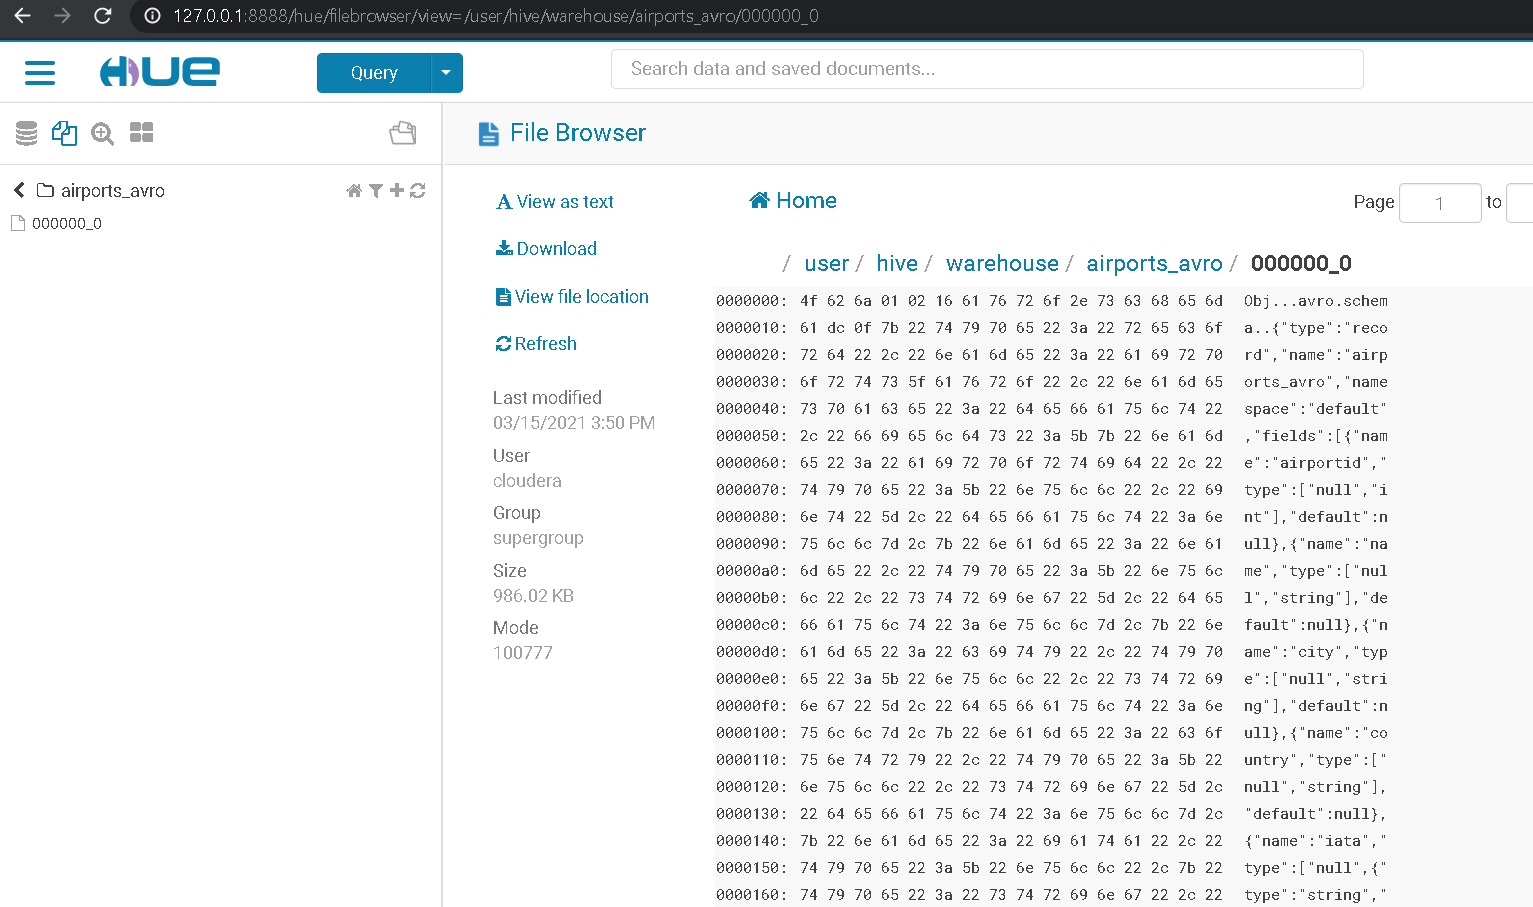 127.0.0.1:8888/hue/filebrowser/view=/user/hive/warehouse/airports_avro/000000_0
HUE
Query
Search data and saved documents...
File Browser
airports_avro
000000_0
View as text
Download
View file location
Refresh
Last modified
03/15/2021 3:50 PM
User
cloudera
Group
supergroup
Size
986.02 KB
Mode
100777
Home
Page 1 to
/ user / hive / warehouse / airports_avro / 000000_0
0000000: 4f 62 6a 01 02 16 61 76 72 6f 2e 73 63 68 65 6d Obj...avro.schem
0000010: 61 dc 0f 7b 22 74 79 70 65 22 3a 22 72 65 63 6f a..{"type":"reco
0000020: 72 64 22 2c 22 6e 61 6d 65 22 3a 22 61 69 72 70 rd","name":"airp
0000030: 6f 72 74 73 5f 61 76 72 6f 22 2c 22 6e 61 6d 65 orts_avro","name
0000040: 73 70 61 63 65 22 3a 22 64 65 66 61 75 6c 74 22 space":"default"
0000050: 2c 22 66 69 65 6c 64 73 22 3a 5b 7b 22 6e 61 6d ,"fields":[{"nam
0000060: 65 22 3a 22 61 69 72 70 6f 72 74 69 64 22 2c 22 e":"airportid","
0000070: 74 79 70 65 22 3a 5b 22 6e 75 6c 6c 22 2c 22 69 type":["null","i
0000080: 6e 74 22 5d 2c 22 64 65 66 61 75 6c 74 22 3a 6e nt"],"default":n
0000090: 75 6c 6c 7d 2c 7b 22 6e 61 6d 65 22 3a 22 6e 61 ull},{"name":"na
00000a0: 6d 65 22 2c 22 74 79 70 65 22 3a 5b 22 6e 75 6c me","type":["nul
00000b0: 6c 22 2c 22 73 74 72 69 6e 67 22 5d 2c 22 64 65 l","string"],"de
00000c0: 66 61 75 6c 74 22 3a 6e 75 6c 6c 7d 2c 7b 22 6e fault":null},{"n
00000d0: 61 6d 65 22 3a 22 63 69 74 79 22 2c 22 74 79 70 ame":"city","typ
00000e0: 65 22 3a 5b 22 6e 75 6c 6c 22 2c 22 73 74 72 69 e":["null","stri
00000f0: 6e 67 22 5d 2c 22 64 65 66 61 75 6c 74 22 3a 6e ng"],"default":n
0000100: 75 6c 6c 7d 2c 7b 22 6e 61 6d 65 22 3a 22 63 6f ull},{"name":"co
0000110: 75 6e 74 72 79 22 2c 22 74 79 70 65 22 3a 5b 22 untry","type":["
0000120: 6e 75 6c 6c 22 2c 22 73 74 72 69 6e 67 22 5d 2c null","string"],
0000130: 22 64 65 66 61 75 6c 74 22 3a 6e 75 6c 6c 7d 2c "default":null},
0000140: 7b 22 6e 61 6d 65 22 3a 22 69 61 74 61 22 2c 22 {"name":"iata","
0000150: 74 79 70 65 22 3a 5b 22 6e 75 6c 6c 22 2c 7b 22 type":["null",{"
0000160: 74 79 70 65 22 3a 22 73 74 72 69 6e 67 22 2c 22 type":"string","